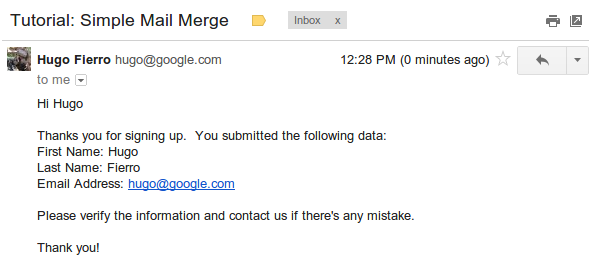 Tutorial: Simple Mail Merge Inbox x
Hugo Fierro hugo@google.com 12:28 PM (0 minutes ago)
to me
Hi Hugo
Thanks you for signing up.  You submitted the following data:
First Name: Hugo
Last Name: Fierro
Email Address: hugo@google.com
Please verify the information and contact us if there's any mistake.
Thank you!